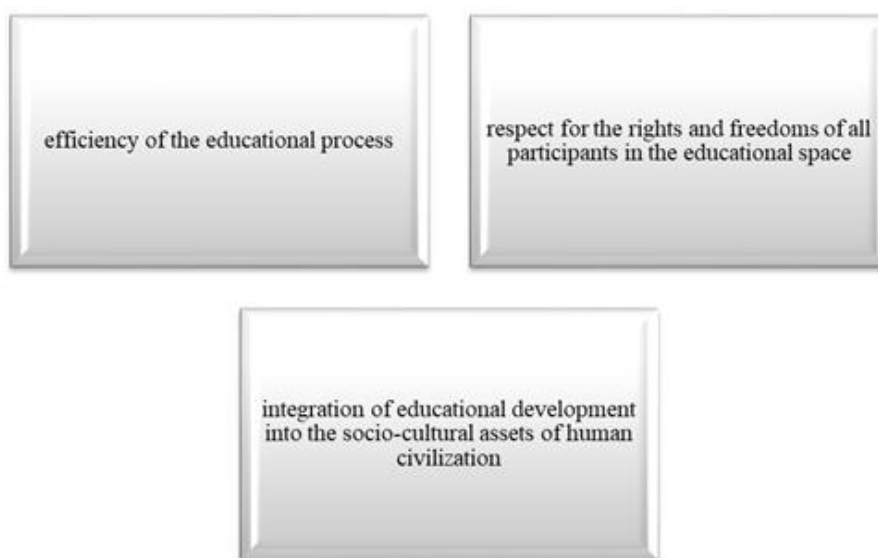 efficiency of the educational process
respect for the rights and freedoms of all
participants in the educational space
integration of educational development
into the socio-cultural assets of human
civilization